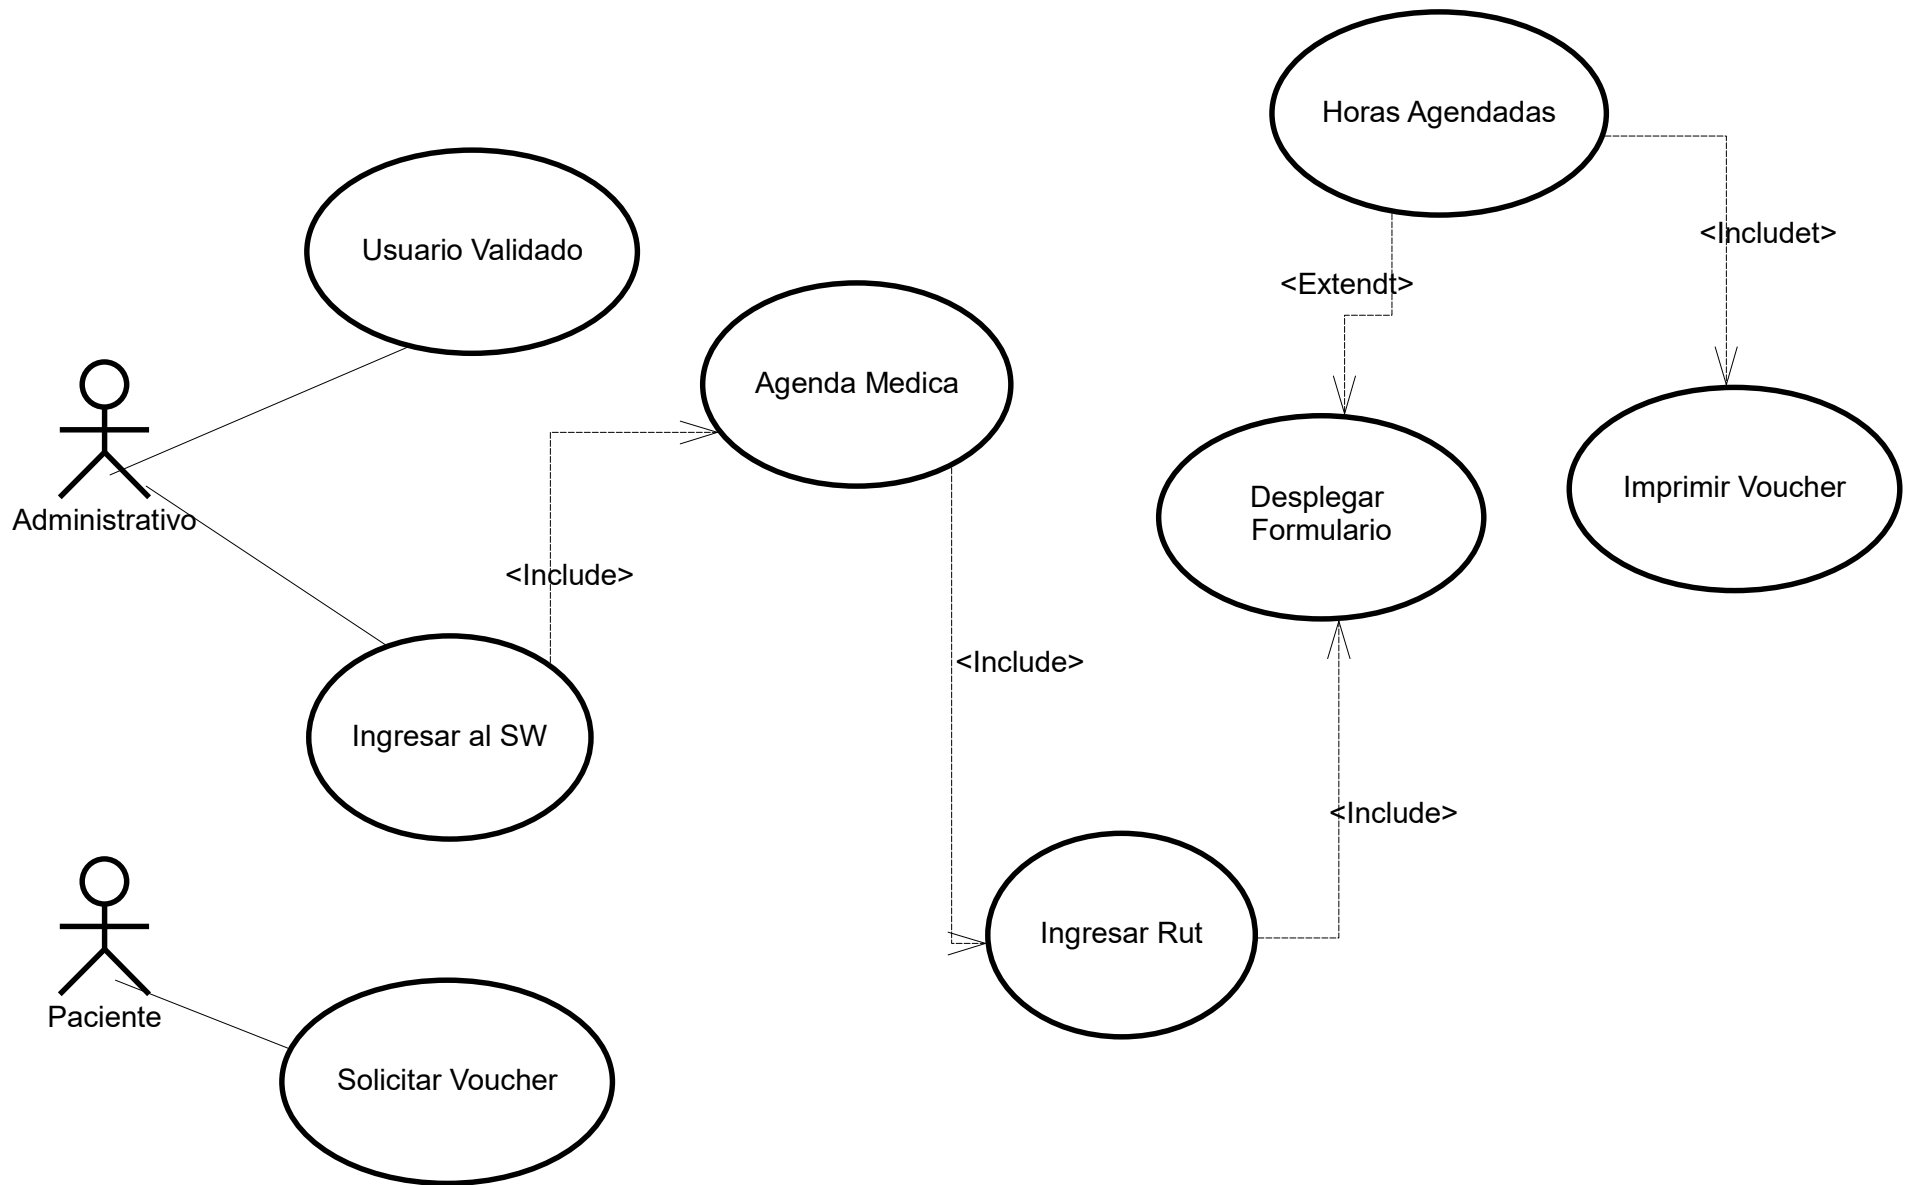 Horas Agendadas
<Includet>
Usuario Validado
<Extendt>
Agenda Medica
Desplegar
Formulario
Imprimir Voucher
Administrativo
<Include>
<Include>
Ingresar al SW
<Include>
Ingresar Rut
Paciente
Solicitar Voucher